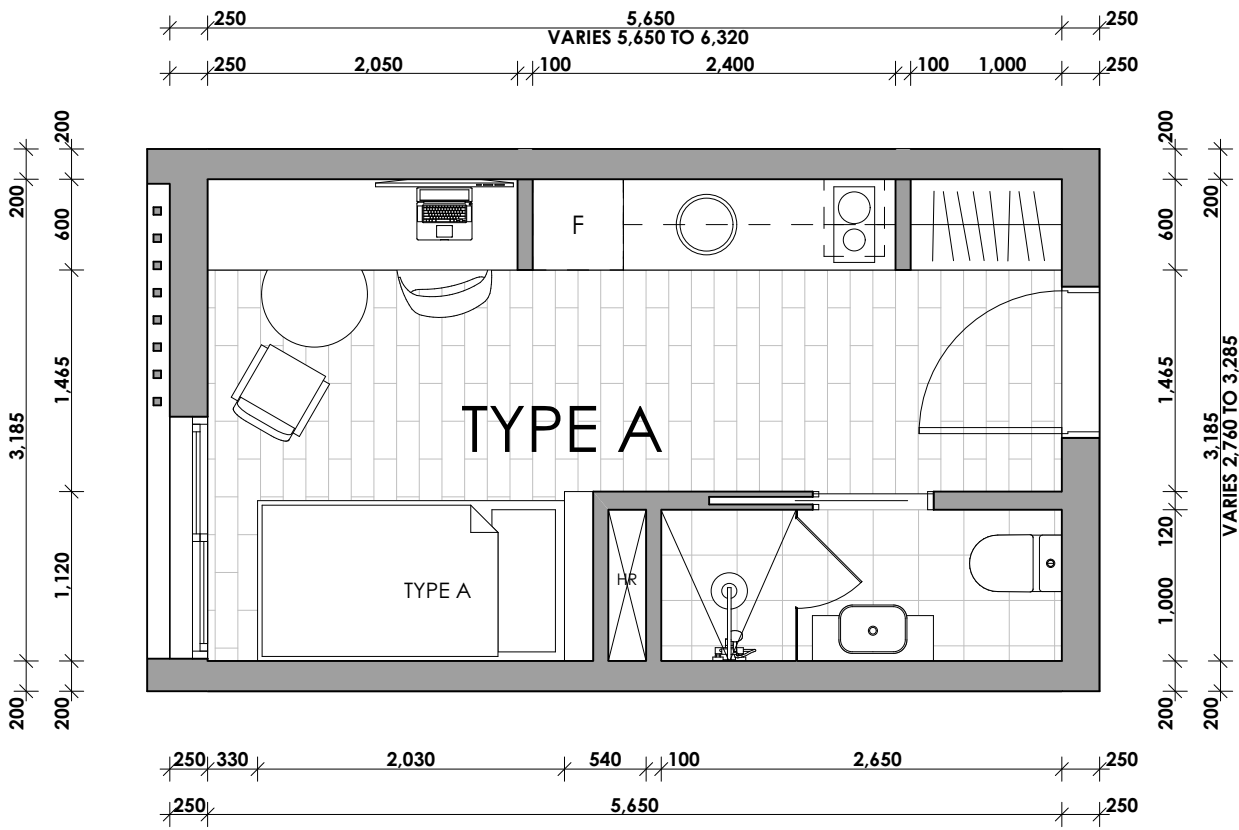 250 5,650 250
VARIES 5,650 TO 6,320
250 2,050 100 2,400 100 1,000 250
200 200
200 600 F 600 200
1,465 1,465
3,185 TYPE A 3,185 VARIES 2,760 TO 3,285
1,120 TYPE A HR 120
1,000
200 200 200 200
250 330 2,030 540 100 2,650 250
250 5,650 250